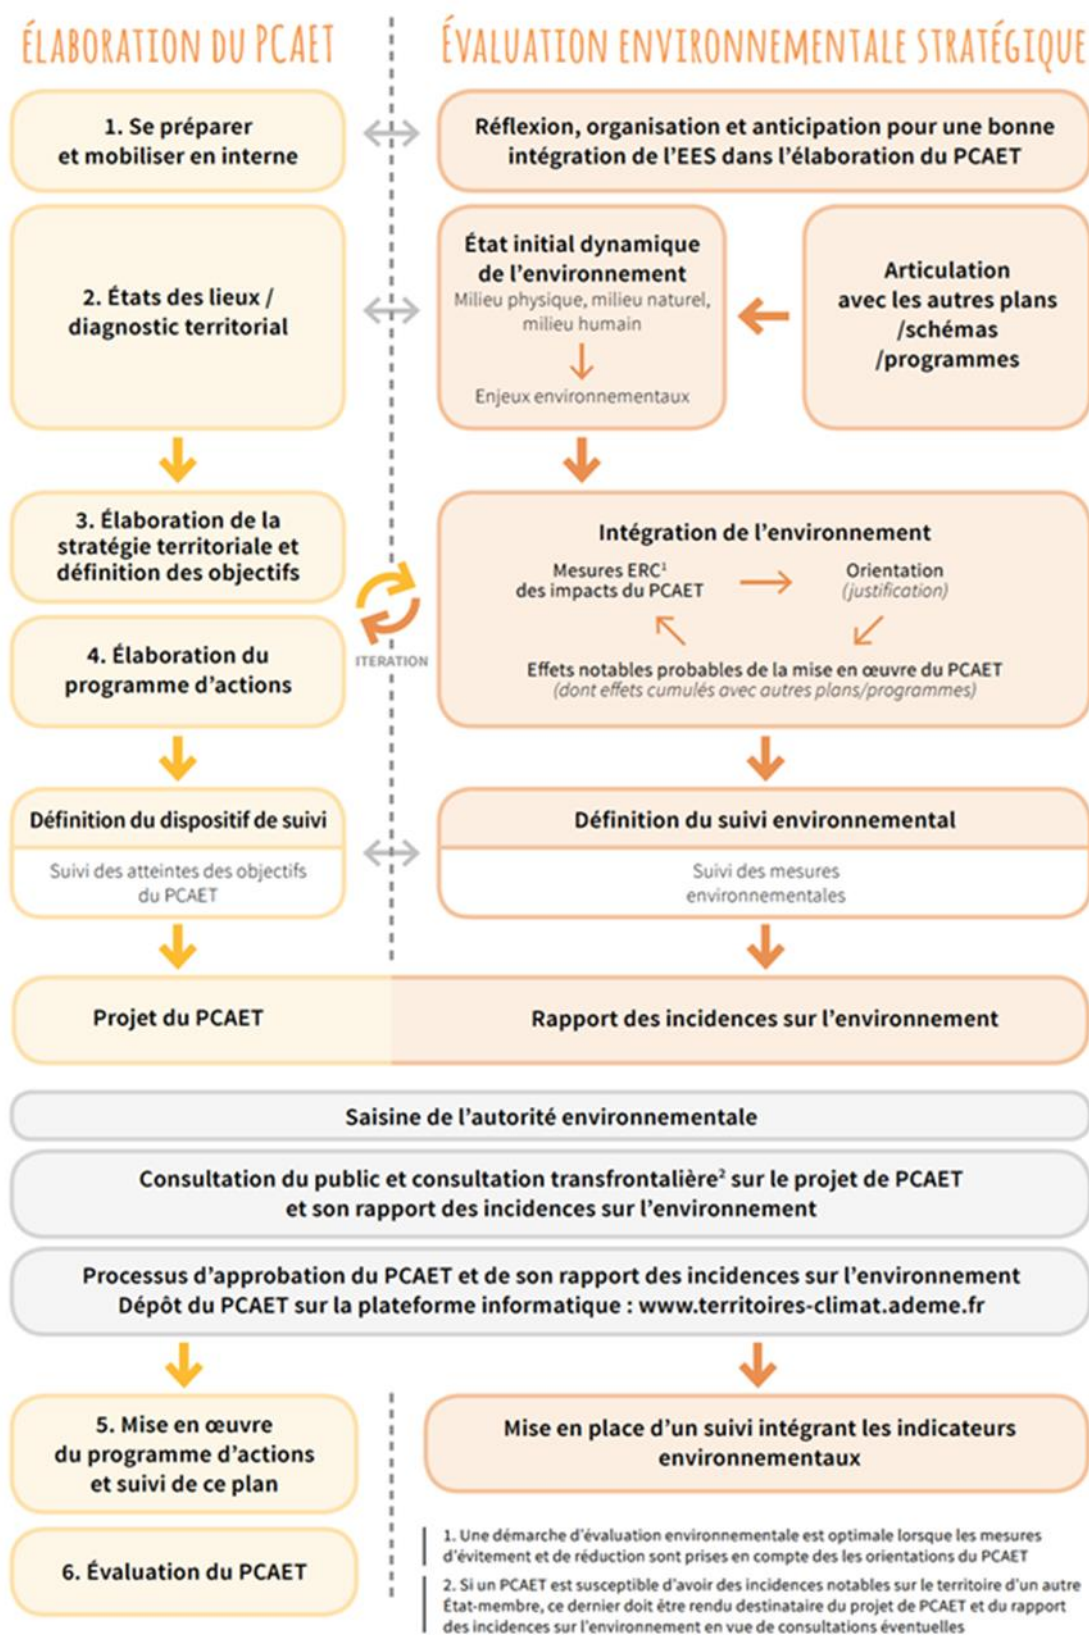 ÉLABORATION DU PCAET
ÉVALUATION ENVIRONNEMENTALE STRATÉGIQUE
1. Se préparer
et mobiliser en interne
Réflexion, organisation et anticipation pour une bonne
intégration de l'EES dans l'élaboration du PCAET
2. États des lieux /
diagnostic territorial
État initial dynamique
de l'environnement
Milieu physique, milieu naturel,
milieu humain
Enjeux environnementaux
Articulation
avec les autres plans
/schémas
/programmes
3. Élaboration de la
stratégie territoriale et
définition des objectifs
4. Élaboration du
programme d'actions
ITERATION
Intégration de l'environnement
Mesures ERC¹
des impacts du PCAET
Orientation
(justification)
Effets notables probables de la mise en œuvre du PCAET
(dont effets cumulés avec autres plans/programmes)
Définition du dispositif de suivi
Suivi des atteintes des objectifs
du PCAET
Définition du suivi environnemental
Suivi des mesures
environnementales
Projet du PCAET
Rapport des incidences sur l'environnement
Saisine de l'autorité environnementale
Consultation du public et consultation transfrontalière² sur le projet de PCAET
et son rapport des incidences sur l'environnement
Processus d'approbation du PCAET et de son rapport des incidences sur l'environnement
Dépôt du PCAET sur la plateforme informatique : www.territoires-climat.ademe.fr
5. Mise en œuvre
du programme d'actions
et suivi de ce plan
Mise en place d'un suivi intégrant les indicateurs
environnementaux
6. Évaluation du PCAET
1. Une démarche d'évaluation environnementale est optimale lorsque les mesures
d'évitement et de réduction sont prises en compte des les orientations du PCAET
2. Si un PCAET est susceptible d'avoir des incidences notables sur le territoire d'un autre
État-membre, ce dernier doit être rendu destinataire du projet de PCAET et du rapport
des incidences sur l'environnement en vue de consultations éventuelles